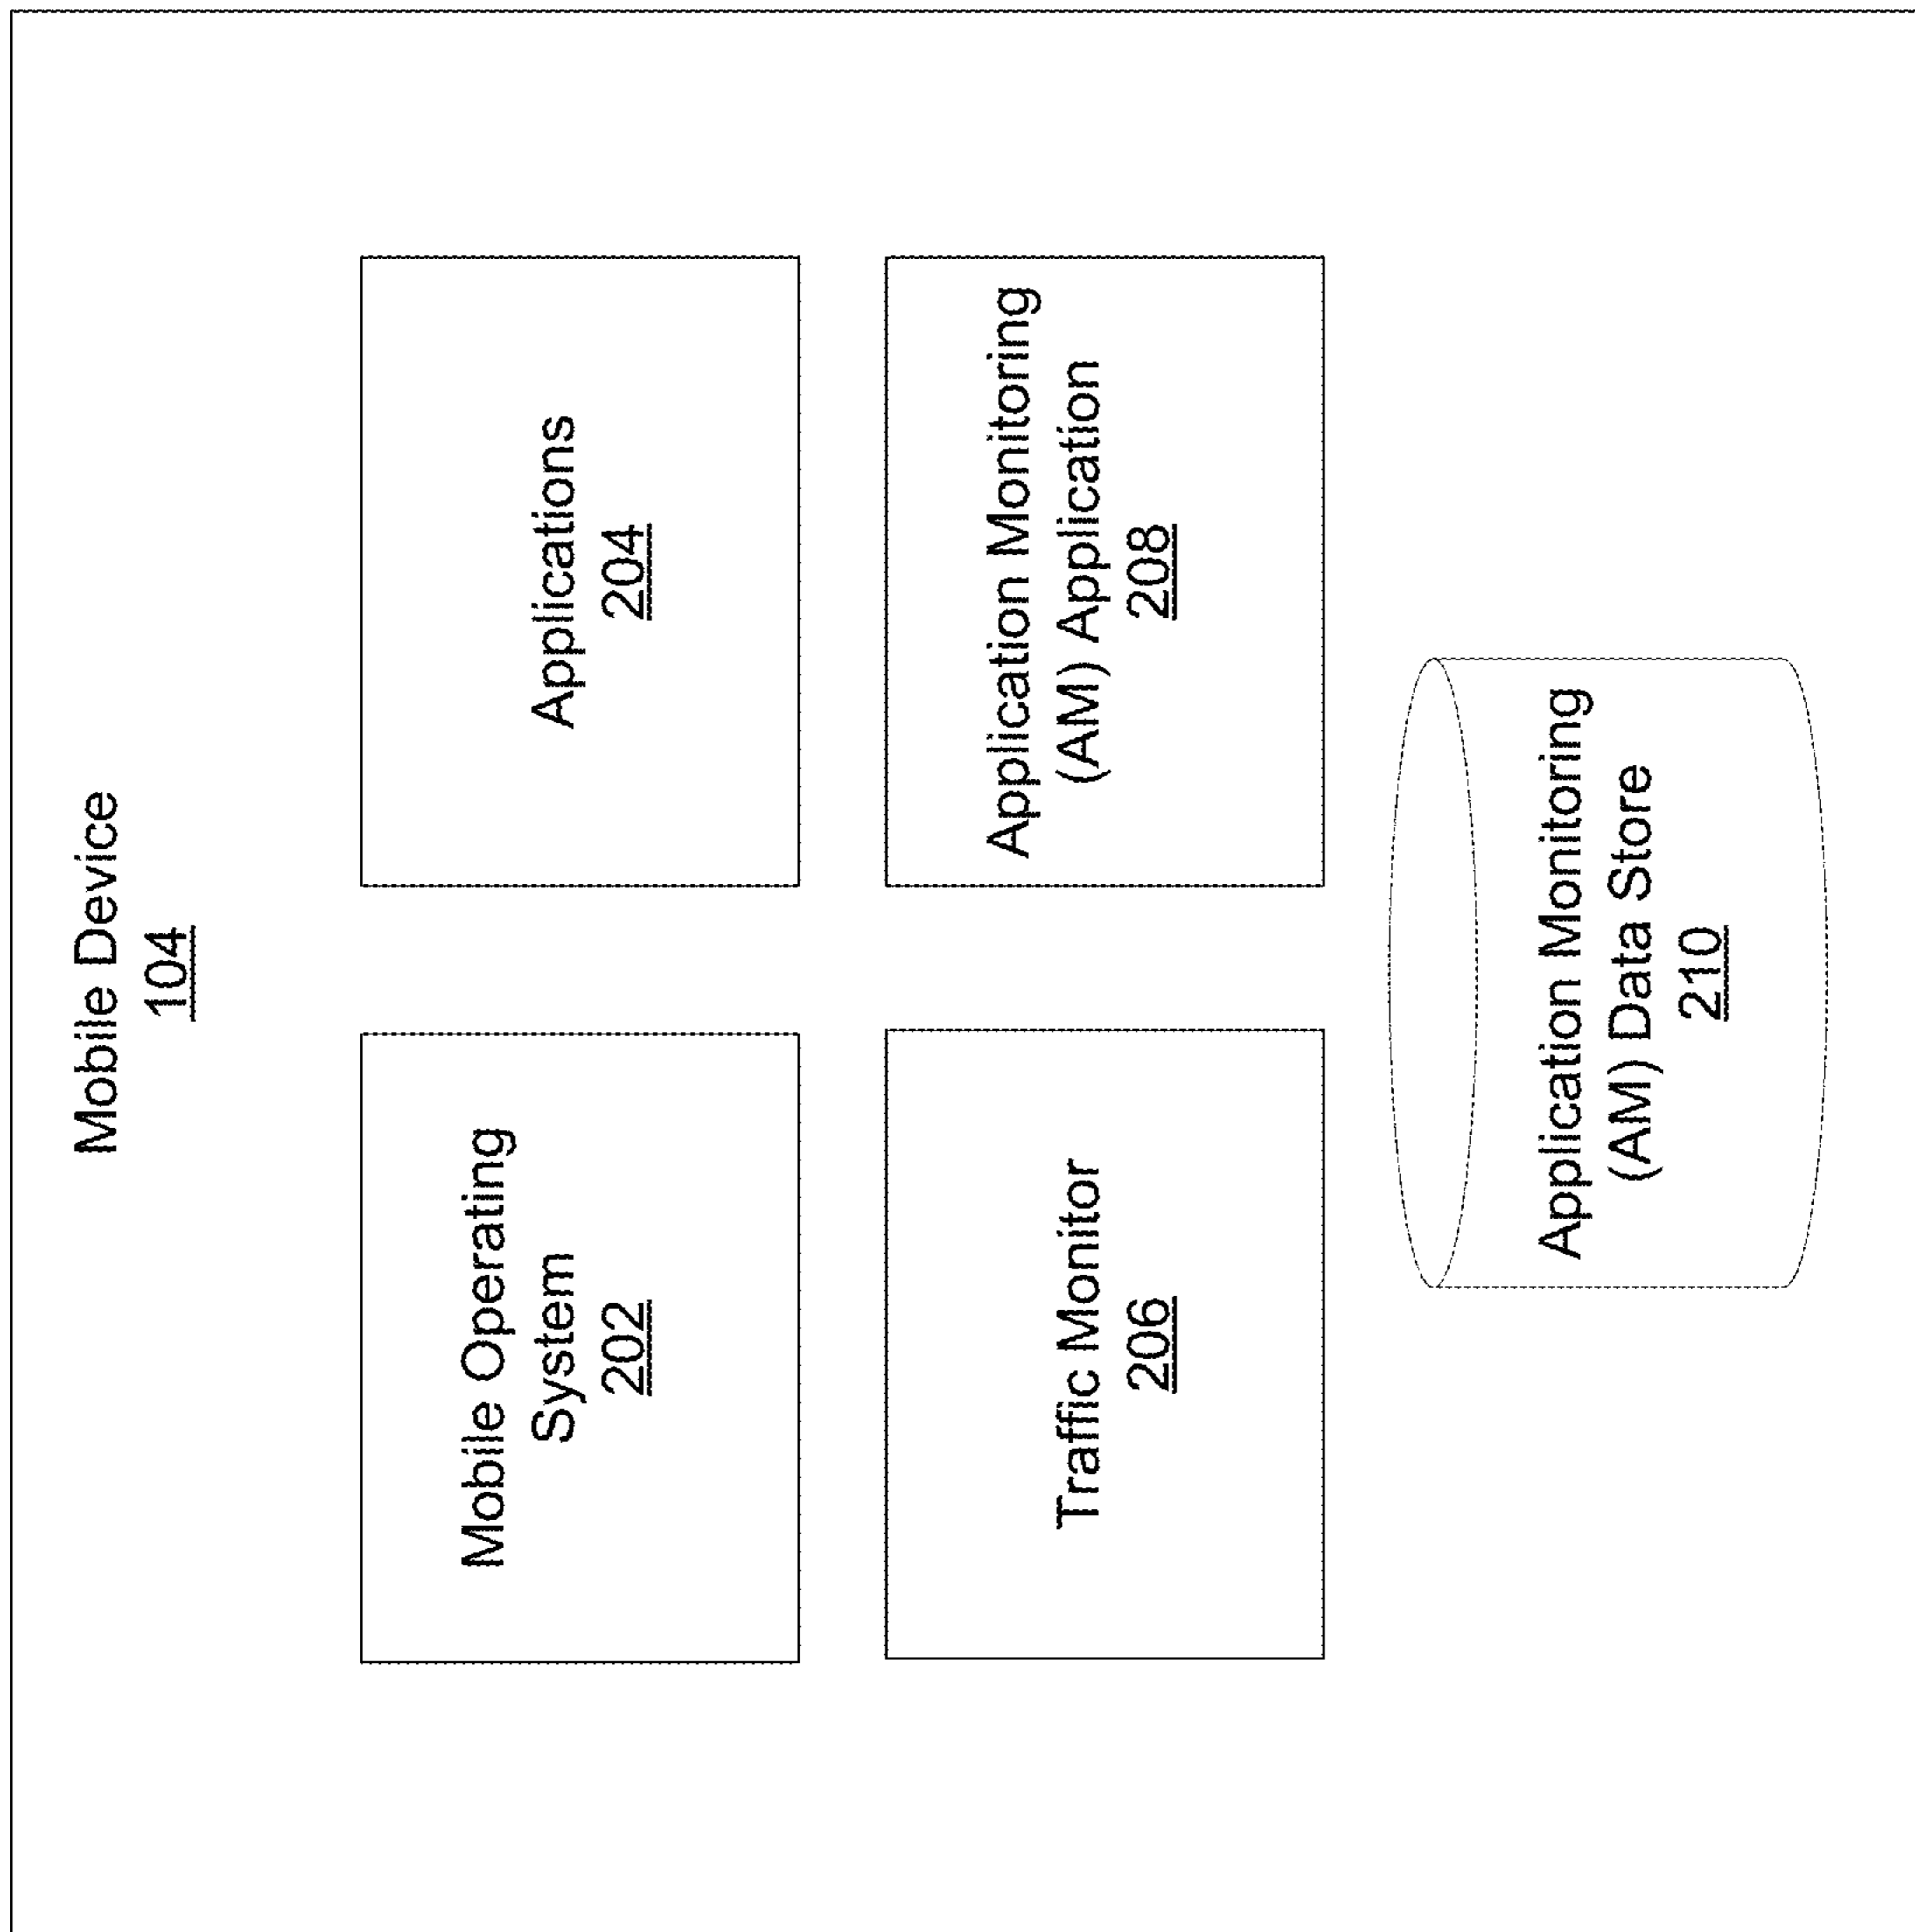 Mobile Device
104
Mobile Operating
System
202
Applications
204
Traffic Monitor
206
Application Monitoring
(AM) Application
208
Application Monitoring
(AM) Data Store
210